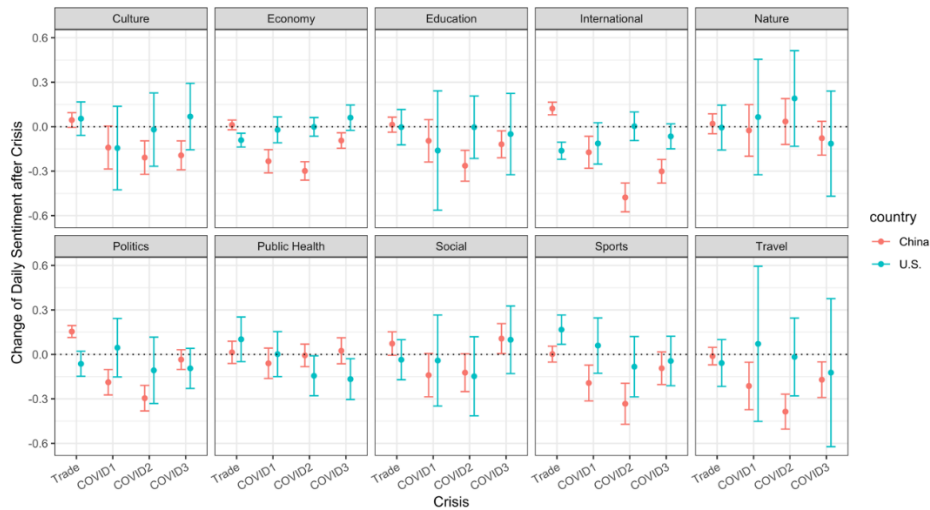 Culture Economy Education International Nature
0.6
0.3
0.0
-0.3
-0.6
Politics Public Health Social Sports Travel
0.6
0.3
0.0
-0.3
-0.6
Change of Daily Sentiment after Crisis
country
China
U.S.
Trade COVID1 COVID2 COVID3 Trade COVID1 COVID2 COVID3 Trade COVID1 COVID2 COVID3 Trade COVID1 COVID2 COVID3 Trade COVID1 COVID2 COVID3
Crisis